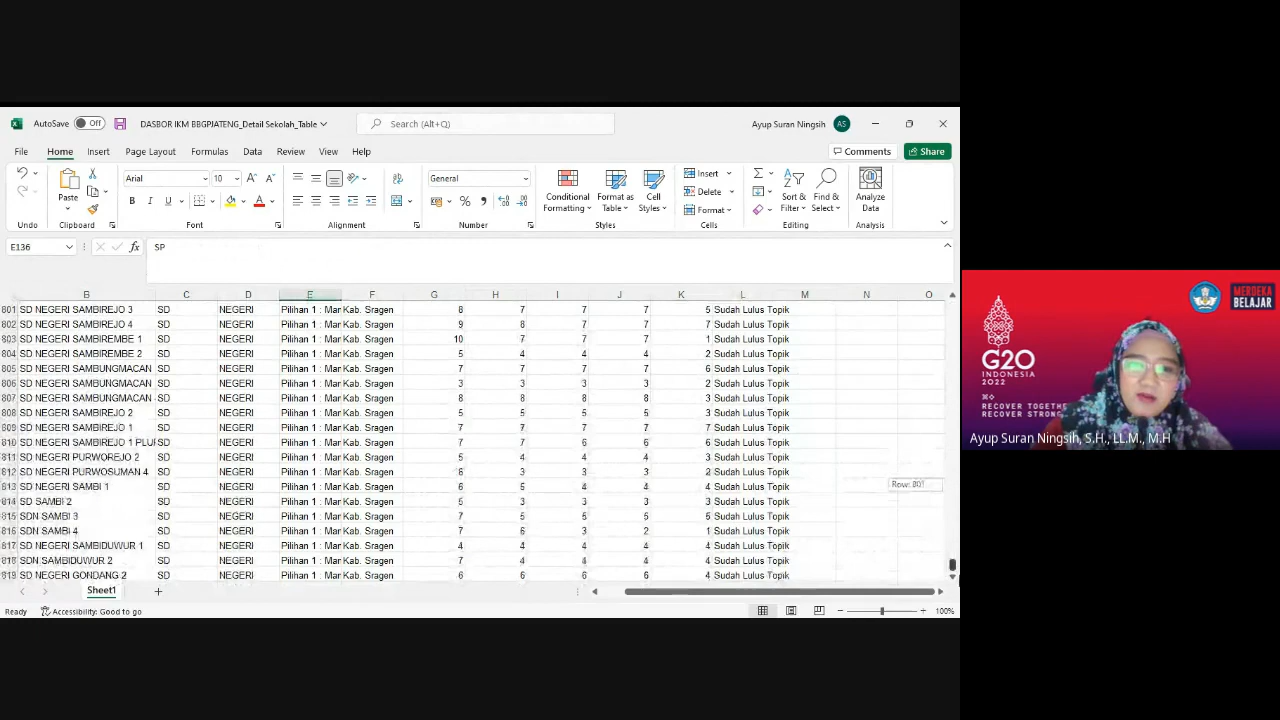 AutoSave Off DASBOR IKM BBGPJATENG_Detail Sekolah_Table Search (Alt+Q) Ayup Suran Ningsih AS
File Home Insert Page Layout Formulas Data Review View Help Comments Share
Paste Arial 10 General Conditional Formatting Format as Table Cell Styles Insert Delete Format Sort & Filter Find & Select Analyze Data
Undo Clipboard Font Alignment Number Styles Cells Editing Analysis
E136 fx SP
B C D E F G H I J K L M N O
801 SD NEGERI SAMBIREJO 3 SD NEGERI Pilihan 1 : Mar Kab. Sragen 8 7 7 7 5 Sudah Lulus Topik
802 SD NEGERI SAMBIREJO 4 SD NEGERI Pilihan 1 : Mar Kab. Sragen 9 8 7 7 7 Sudah Lulus Topik
803 SD NEGERI SAMBIREMBE 1 SD NEGERI Pilihan 1 : Mar Kab. Sragen 10 7 7 7 1 Sudah Lulus Topik
804 SD NEGERI SAMBIREMBE 2 SD NEGERI Pilihan 1 : Mar Kab. Sragen 5 4 4 4 2 Sudah Lulus Topik
805 SD NEGERI SAMBUNGMACAN SD NEGERI Pilihan 1 : Mar Kab. Sragen 7 7 7 7 6 Sudah Lulus Topik
806 SD NEGERI SAMBUNGMACAN SD NEGERI Pilihan 1 : Mar Kab. Sragen 3 3 3 3 2 Sudah Lulus Topik
807 SD NEGERI SAMBUNGMACAN SD NEGERI Pilihan 1 : Mar Kab. Sragen 8 8 8 8 3 Sudah Lulus Topik
808 SD NEGERI SAMBIREJO 2 SD NEGERI Pilihan 1 : Mar Kab. Sragen 5 5 5 5 3 Sudah Lulus Topik
809 SD NEGERI SAMBIREJO 1 SD NEGERI Pilihan 1 : Mar Kab. Sragen 7 7 7 7 7 Sudah Lulus Topik
810 SD NEGERI SAMBIREJO 1 PLU SD NEGERI Pilihan 1 : Mar Kab. Sragen 7 7 6 6 6 Sudah Lulus Topik
811 SD NEGERI PURWOREJO 2 SD NEGERI Pilihan 1 : Mar Kab. Sragen 5 4 4 4 3 Sudah Lulus Topik
812 SD NEGERI PURWOSUMAN 4 SD NEGERI Pilihan 1 : Mar Kab. Sragen 6 3 3 3 2 Sudah Lulus Topik
813 SD NEGERI SAMBI 1 SD NEGERI Pilihan 1 : Mar Kab. Sragen 6 5 4 4 4 Sudah Lulus Topik Row: 801
814 SD SAMBI 2 SD NEGERI Pilihan 1 : Mar Kab. Sragen 5 3 3 3 3 Sudah Lulus Topik
815 SDN SAMBI 3 SD NEGERI Pilihan 1 : Mar Kab. Sragen 7 5 5 5 5 Sudah Lulus Topik
816 SDN SAMBI 4 SD NEGERI Pilihan 1 : Mar Kab. Sragen 7 6 3 2 1 Sudah Lulus Topik
817 SD NEGERI SAMBIDUWUR 1 SD NEGERI Pilihan 1 : Mar Kab. Sragen 4 4 4 4 4 Sudah Lulus Topik
818 SDN SAMBIDUWUR 2 SD NEGERI Pilihan 1 : Mar Kab. Sragen 7 4 4 4 4 Sudah Lulus Topik
819 SD NEGERI GONDANG 2 SD NEGERI Pilihan 1 : Mar Kab. Sragen 6 6 6 6 4 Sudah Lulus Topik
Sheet1
Ready Accessibility: Good to go 100%
MERDEKA
BELAJAR
G20
INDONESIA
2022
RECOVER TOGETHER
RECOVER STRONG
Ayup Suran Ningsih, S.H., LL.M., M.H